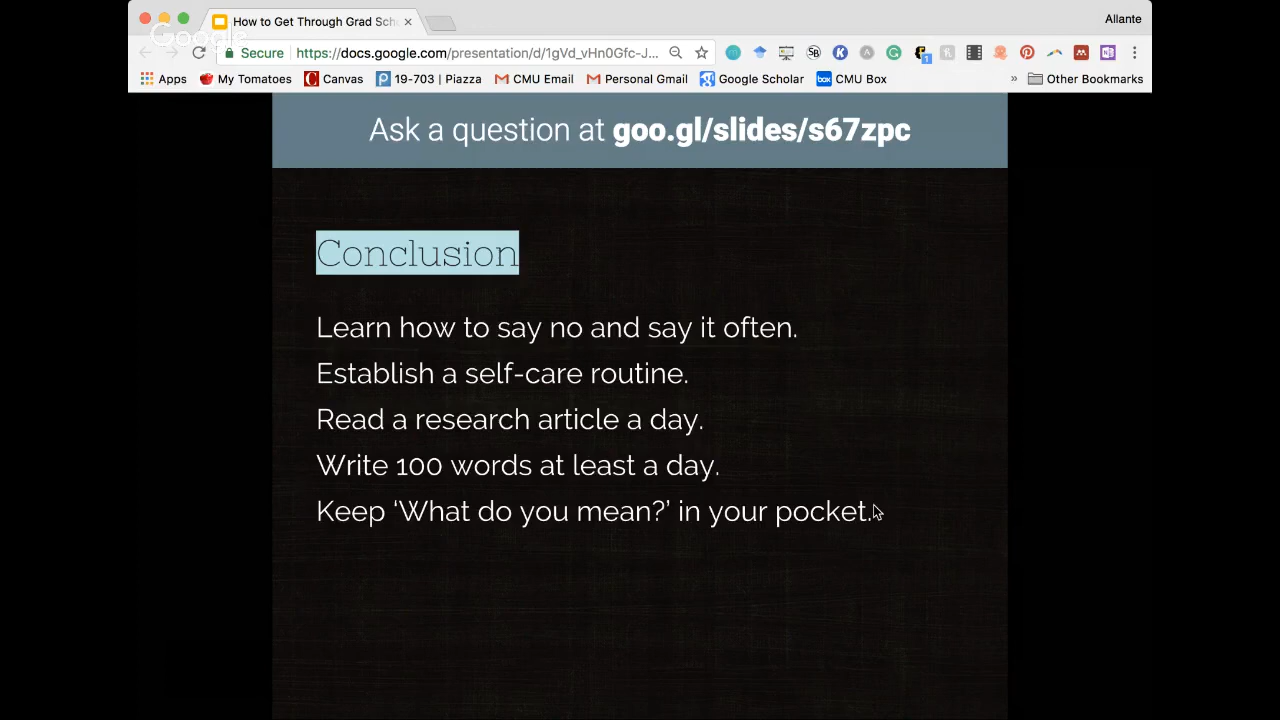 How to Get Through Grad Scho
Allante
Google
Secure
https://docs.google.com/presentation/d/1gVd_vHn0Gfc-J...
Apps
My Tomatoes
Canvas
19-703 | Piazza
CMU Email
Personal Gmail
Google Scholar
CMU Box
Other Bookmarks
Ask a question at goo.gl/slides/s67zpc
Conclusion
Learn how to say no and say it often.
Establish a self-care routine.
Read a research article a day.
Write 100 words at least a day.
Keep ‘What do you mean?’ in your pocket.